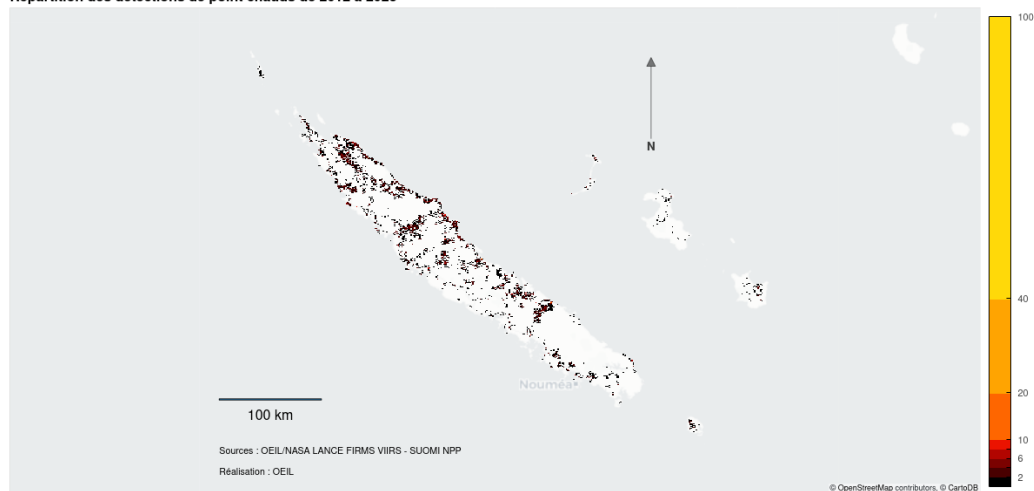 100
N
40
Nouméa
20
100 km
10
6
2
Sources : OEIL/NASA LANCE FIRMS VIIRS - SUOMI NPP
Réalisation : OEIL
© OpenStreetMap contributors, © CartoDB